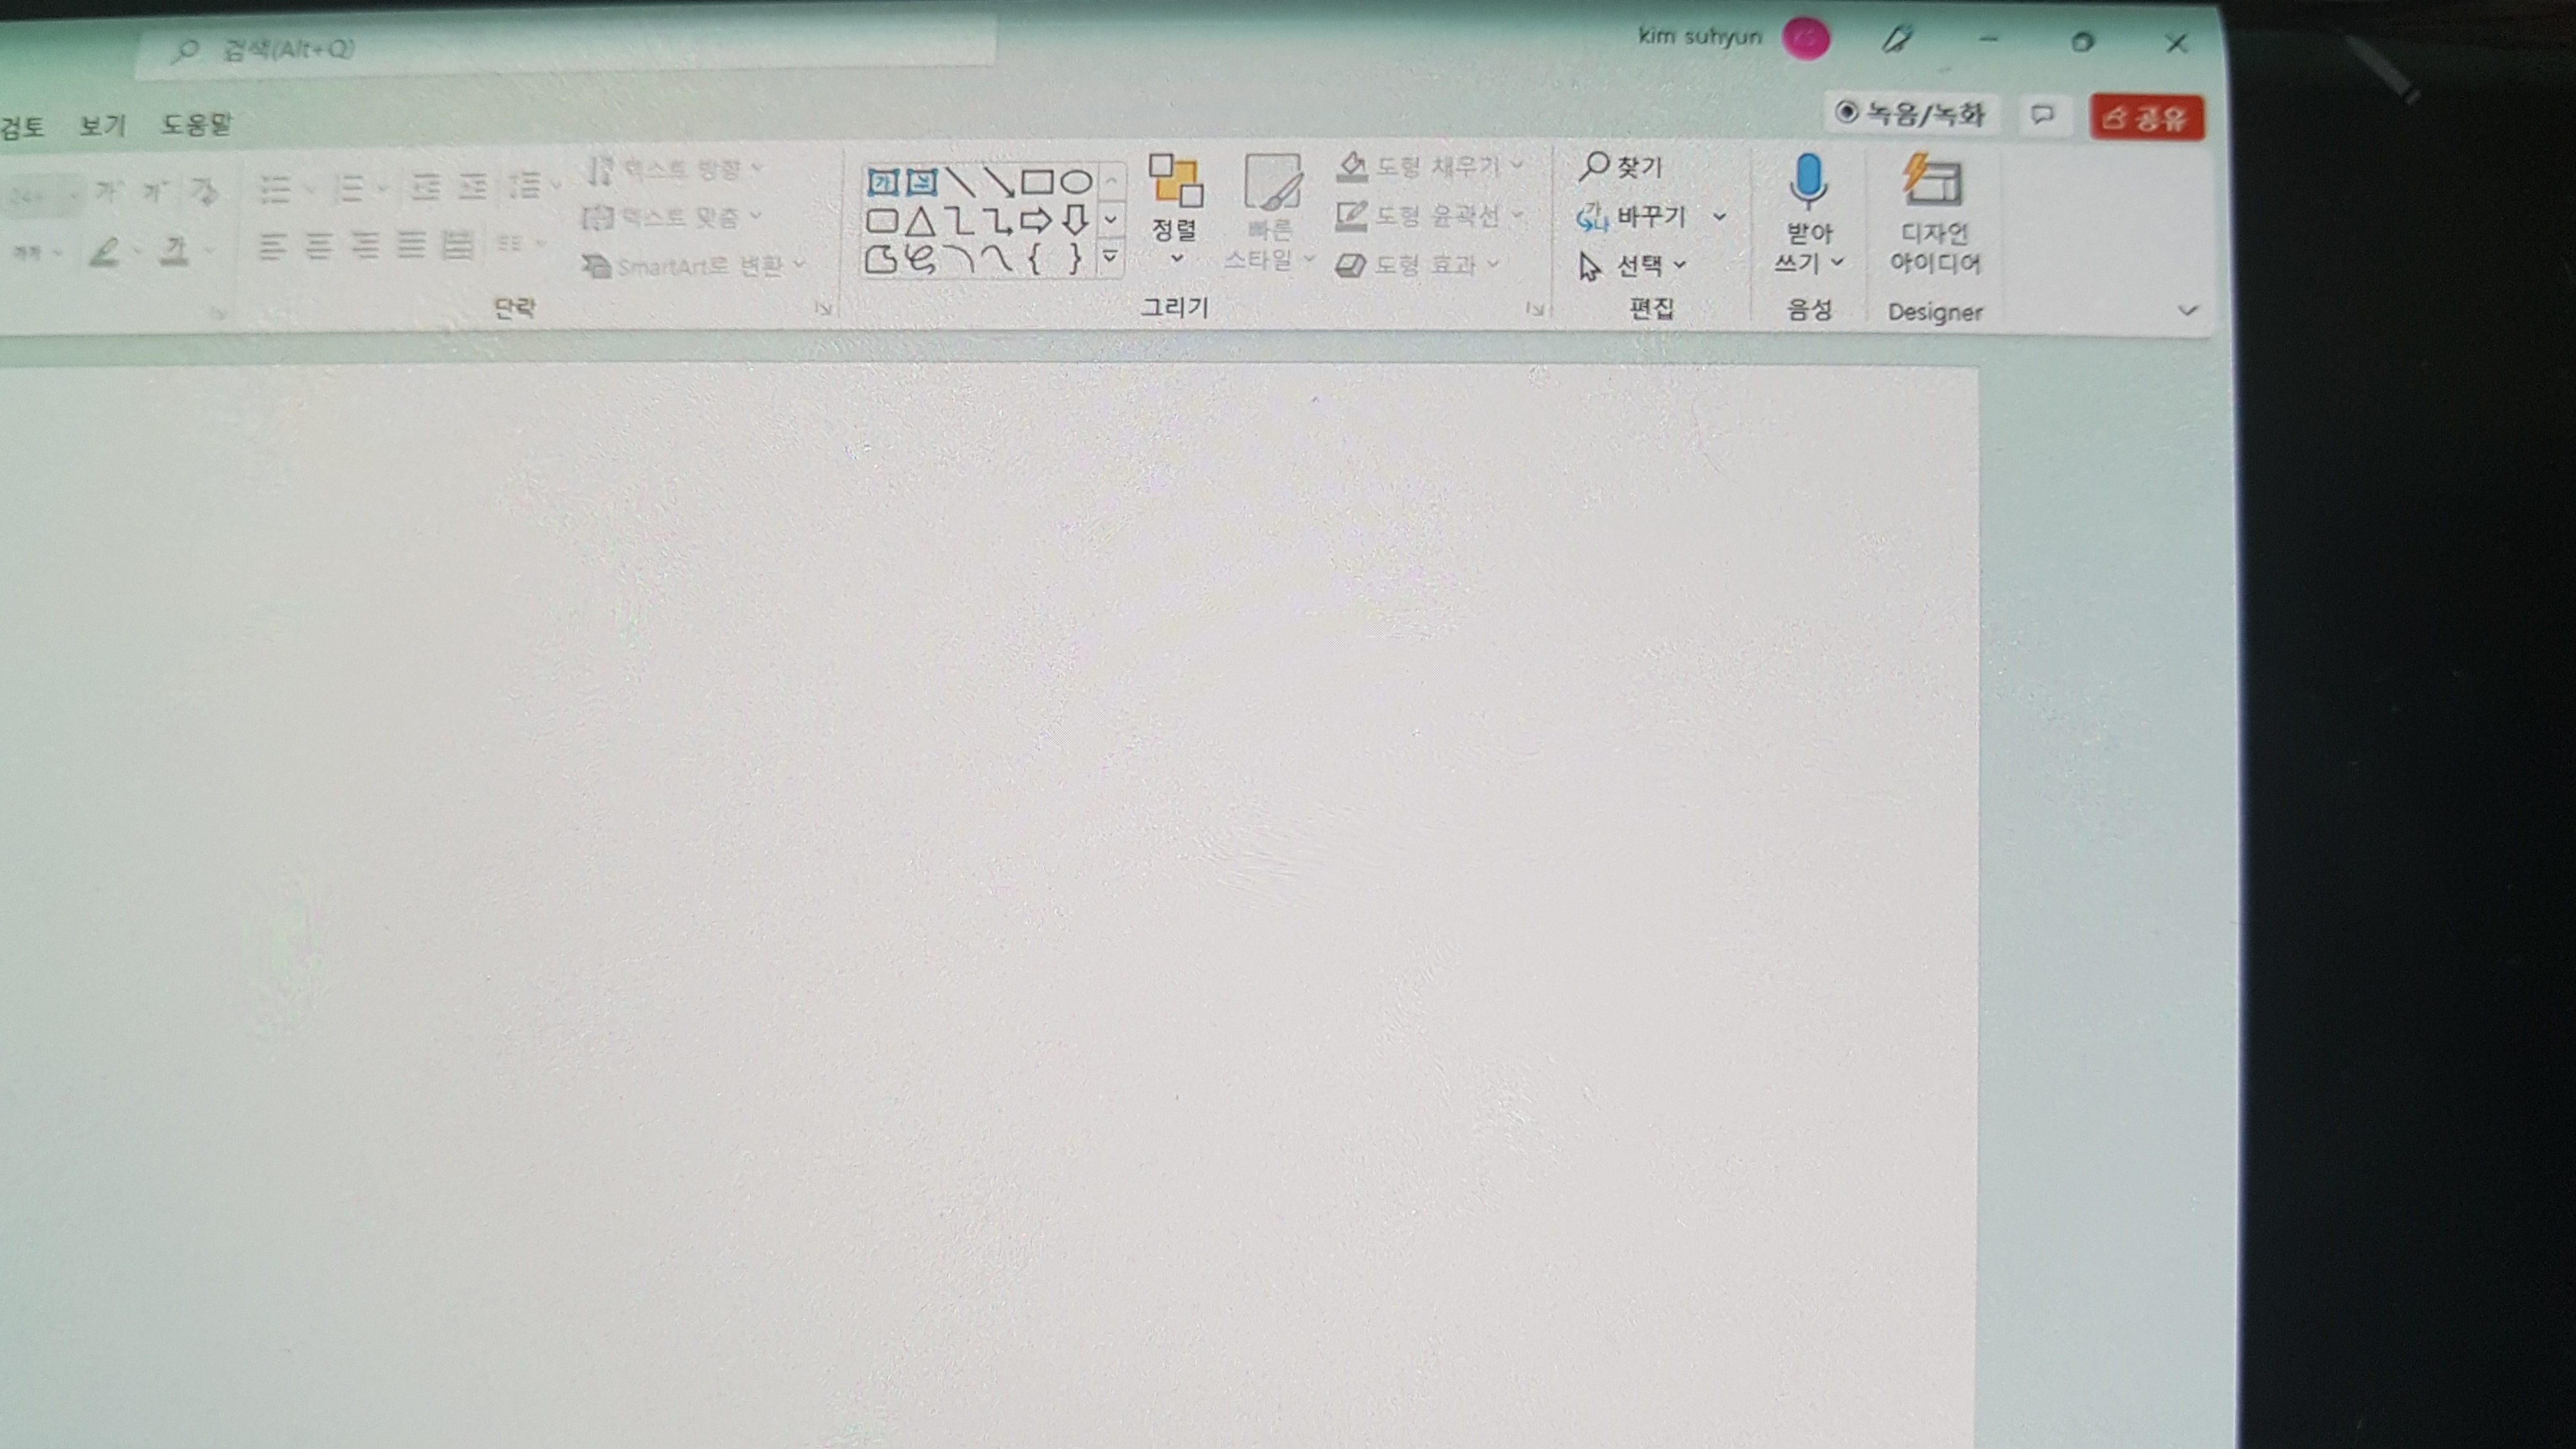 검색(Alt+Q)
kim suhyun
녹음/녹화
공유
검토 보기 도움말
텍스트 방향
텍스트 맞춤
SmartArt로 변환
단락
정렬
빠른
스타일
도형 채우기
도형 윤곽선
도형 효과
그리기
찾기
바꾸기
선택
편집
받아
쓰기
음성
디자인
아이디어
Designer